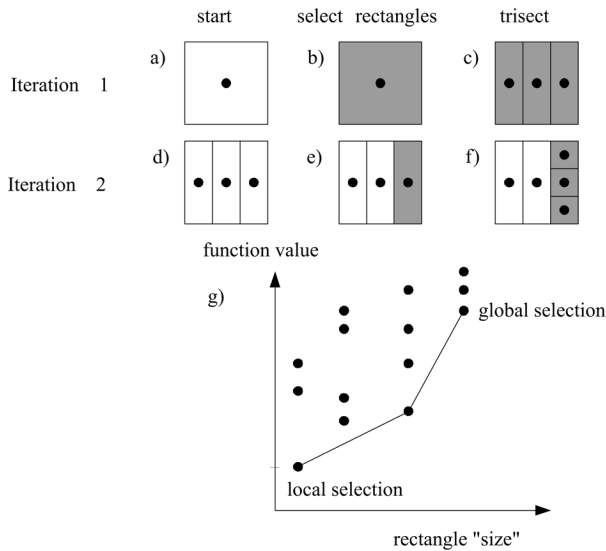 start select rectangles trisect
a) b) c)
Iteration 1
d) e) f)
Iteration 2
function value
g)
global selection
local selection
rectangle "size"